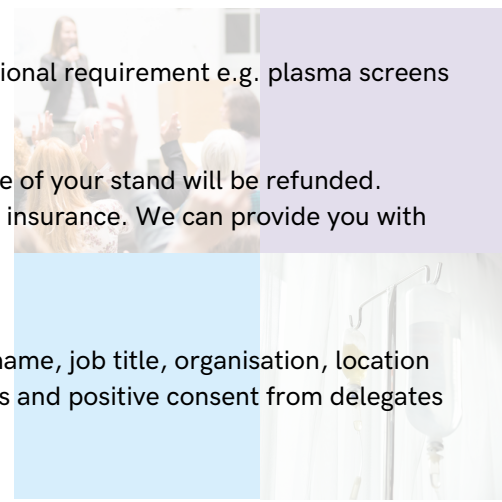 ional requirement e.g. plasma screens
e of your stand will be refunded.
insurance. We can provide you with
name, job title, organisation, location
s and positive consent from delegates